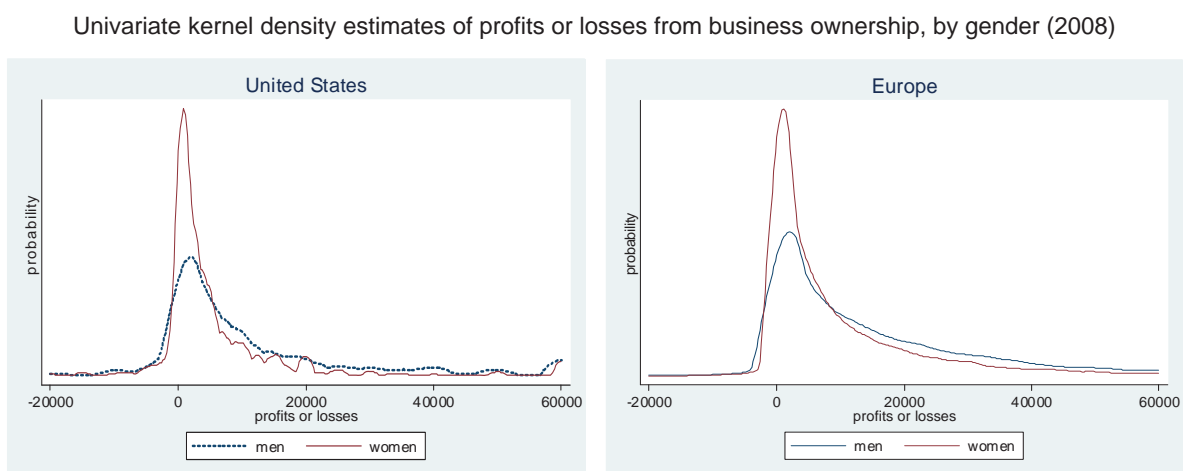 Univariate kernel density estimates of profits or losses from business ownership, by gender (2008)
United States
probability
-20000 0 20000 40000 60000
profits or losses
men women
Europe
probability
-20000 0 20000 40000 60000
profits or losses
men women